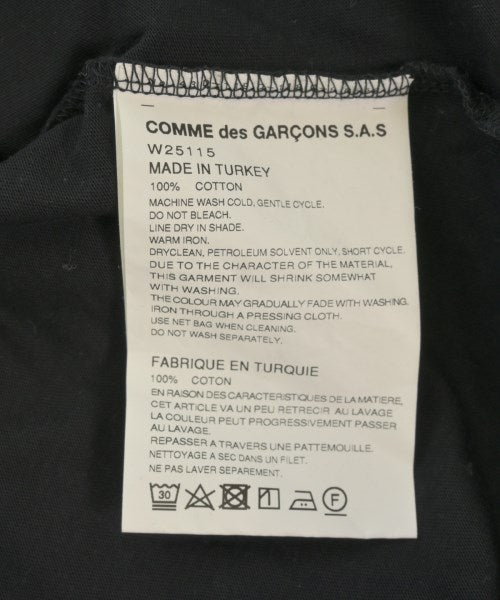 COMME des GARÇONS S.A.S
W25115
MADE IN TURKEY
100% COTTON
MACHINE WASH COLD, GENTLE CYCLE.
DO NOT BLEACH.
LINE DRY IN SHADE.
WARM IRON.
DRYCLEAN, PETROLEUM SOLVENT ONLY, SHORT CYCLE.
DUE TO THE CHARACTER OF THE MATERIAL,
THIS GARMENT WILL SHRINK SOMEWHAT
WITH WASHING.
THE COLOUR MAY GRADUALLY FADE WITH WASHING.
IRON THROUGH A PRESSING CLOTH.
USE NET BAG WHEN CLEANING.
DO NOT WASH SEPARATELY.
FABRIQUE EN TURQUIE
100% COTON
EN RAISON DES CARACTERISTIQUES DE LA MATIERE,
CET ARTICLE VA UN PEU RETRECIR AU LAVAGE
LA COULEUR PEUT PROGRESSIVEMENT PASSER
AU LAVAGE.
REPASSER A TRAVERS UNE PATTEMOUILLE.
NETTOYAGE A SEC DANS UN FILET.
NE PAS LAVER SEPAREMENT.
30 F